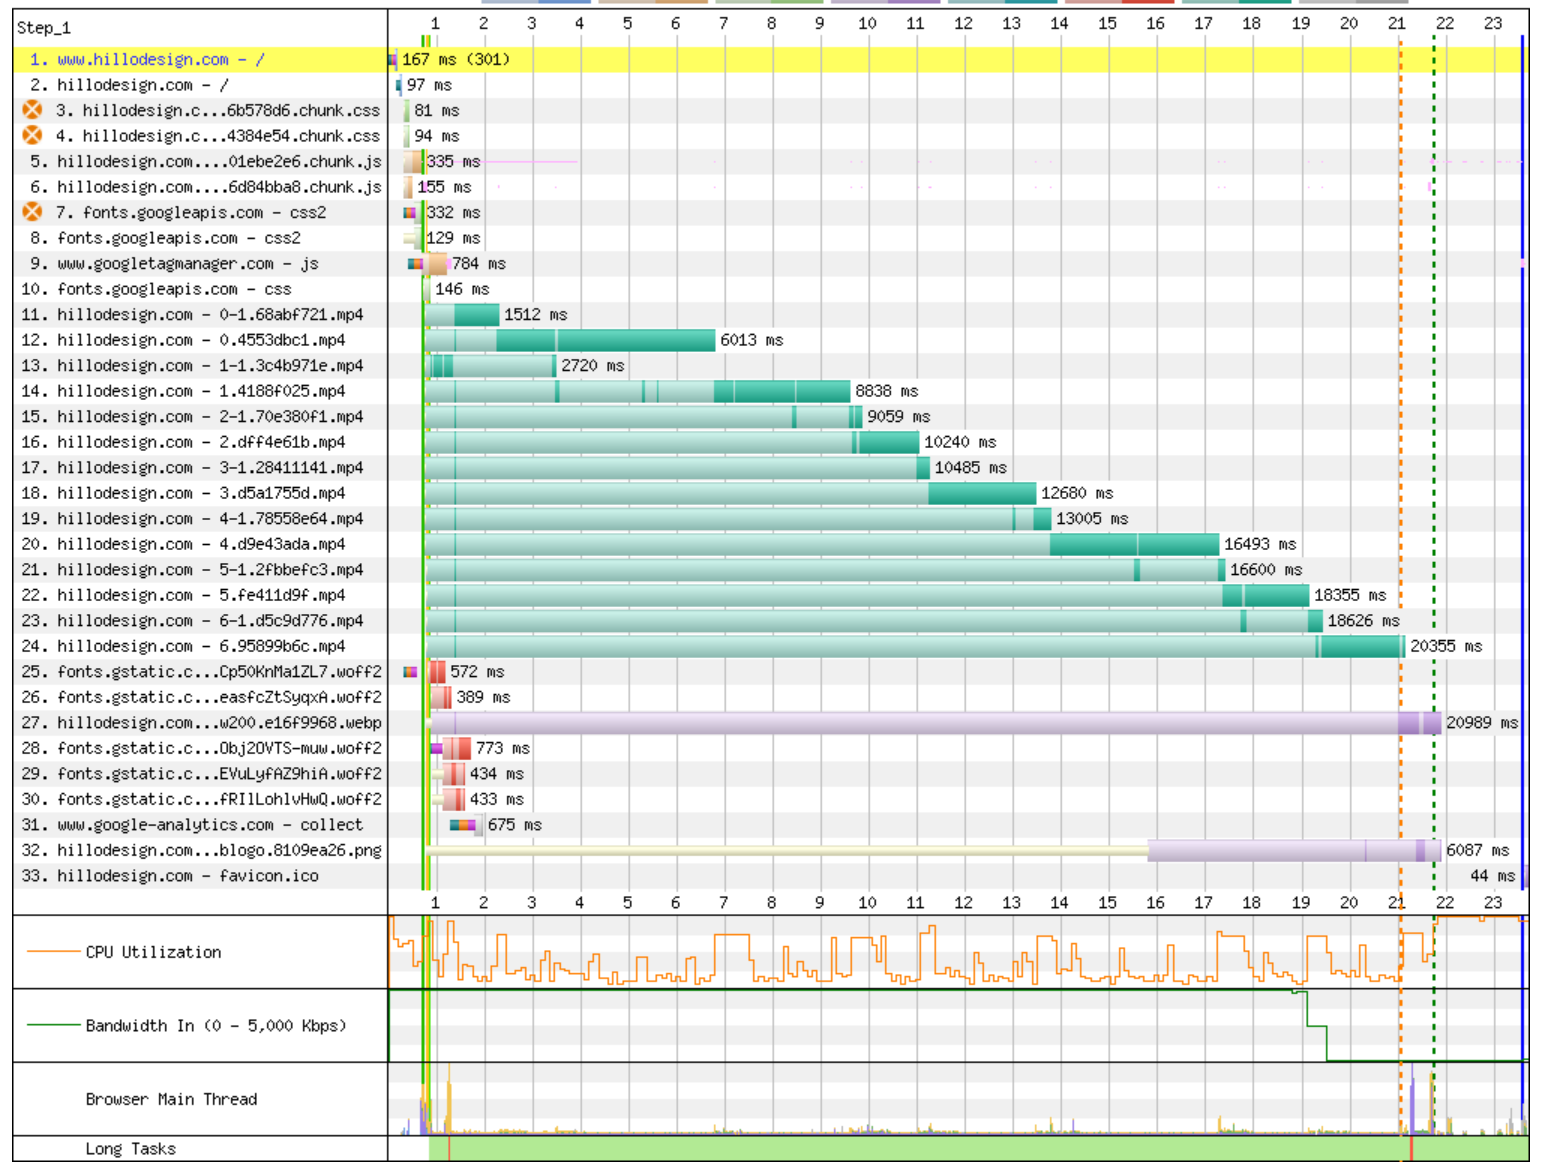 Step_1 1 2 3 4 5 6 7 8 9 10 11 12 13 14 15 16 17 18 19 20 21 22 23
1. www.hillodesign.com - / 167 ms (301)
2. hillodesign.com - / 97 ms
3. hillodesign.c...6b578d6.chunk.css 81 ms
4. hillodesign.c...4384e54.chunk.css 94 ms
5. hillodesign.com....01ebe2e6.chunk.js 335 ms
6. hillodesign.com....6d84bba8.chunk.js 155 ms
7. fonts.googleapis.com - css2 332 ms
8. fonts.googleapis.com - css2 129 ms
9. www.googletagmanager.com - js 784 ms
10. fonts.googleapis.com - css 146 ms
11. hillodesign.com - 0-1.68abf721.mp4 1512 ms
12. hillodesign.com - 0.4553dbc1.mp4 6013 ms
13. hillodesign.com - 1-1.3c4b971e.mp4 2720 ms
14. hillodesign.com - 1.4188f025.mp4 8838 ms
15. hillodesign.com - 2-1.70e380f1.mp4 9059 ms
16. hillodesign.com - 2.dff4e61b.mp4 10240 ms
17. hillodesign.com - 3-1.28411141.mp4 10485 ms
18. hillodesign.com - 3.d5a1755d.mp4 12680 ms
19. hillodesign.com - 4-1.78558e64.mp4 13005 ms
20. hillodesign.com - 4.d9e43ada.mp4 16493 ms
21. hillodesign.com - 5-1.2fbbefc3.mp4 16600 ms
22. hillodesign.com - 5.fe411d9f.mp4 18355 ms
23. hillodesign.com - 6-1.d5c9d776.mp4 18626 ms
24. hillodesign.com - 6.95899b6c.mp4 20355 ms
25. fonts.gstatic.c...Cp50KnMa1ZL7.woff2 572 ms
26. fonts.gstatic.c...easfcZtSyqxA.woff2 389 ms
27. hillodesign.com...w200.e16f9968.webp 20989 ms
28. fonts.gstatic.c...Obj2OVTS-muw.woff2 773 ms
29. fonts.gstatic.c...EVuLyfAZ9hiA.woff2 434 ms
30. fonts.gstatic.c...fRIlLohlvHwQ.woff2 433 ms
31. www.google-analytics.com - collect 675 ms
32. hillodesign.com...blogo.8109ea26.png 6087 ms
33. hillodesign.com - favicon.ico 44 ms
1 2 3 4 5 6 7 8 9 10 11 12 13 14 15 16 17 18 19 20 21 22 23
CPU Utilization
Bandwidth In (0 - 5,000 Kbps)
Browser Main Thread
Long Tasks